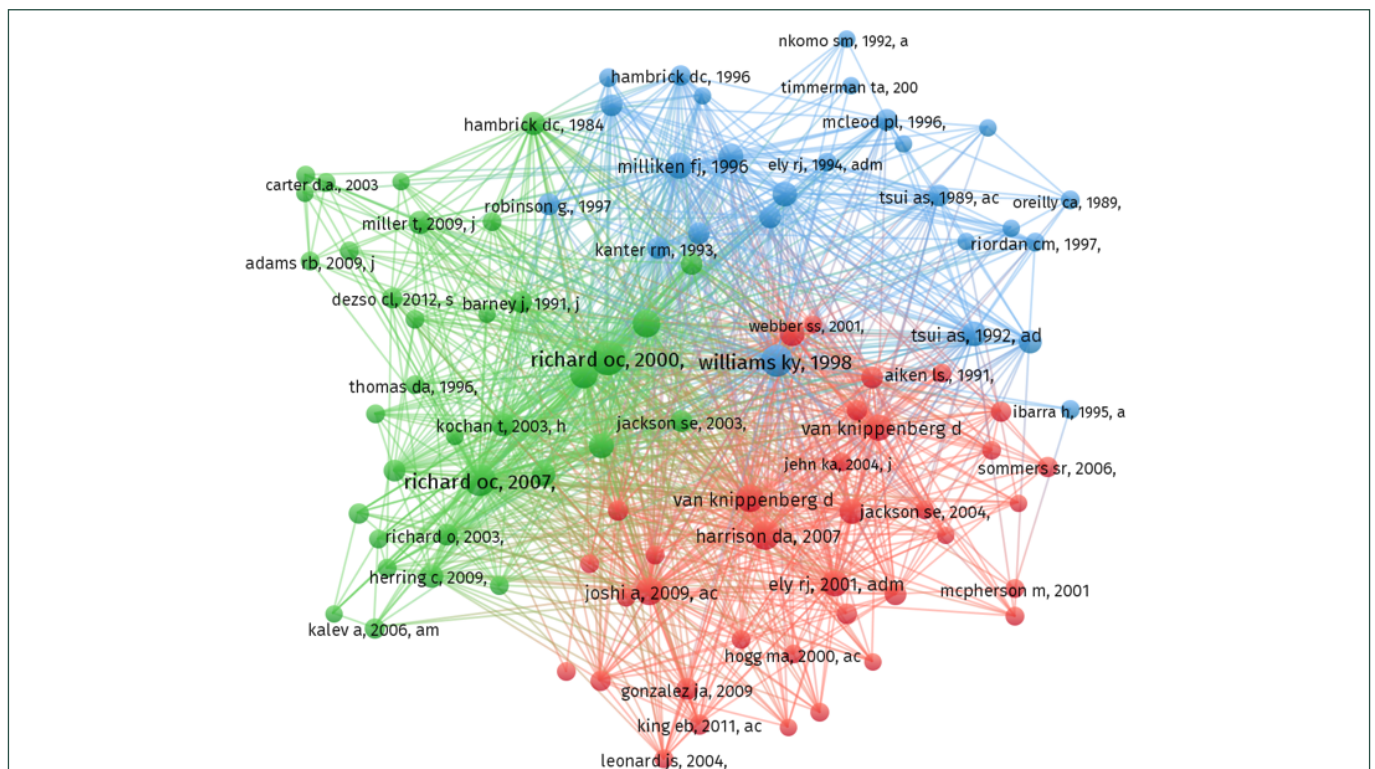 nkomo sm, 1992, a
hambrick dc, 1996
timmerman ta, 200
hambrick dc, 1984
mcleod pl, 1996,
milliken fj, 1996
ely rj, 1994, adm
carter d.a., 2003
robinson g., 1997
tsui as, 1989, ac
oreilly ca, 1989,
miller t, 2009, j
kanter rm, 1993,
riordan cm, 1997,
adams rb, 2009, j
dezso cl, 2012, s
barney j, 1991, j
webber ss, 2001,
tsui as, 1992, ad
richard oc, 2000,
williams ky, 1998
aiken ls., 1991,
thomas da, 1996,
ibarra h, 1995, a
kochan t, 2003, h
jackson se, 2003,
van knippenberg d
jehn ka, 2004, j
sommers sr, 2006,
richard oc, 2007,
van knippenberg d
jackson se, 2004,
richard o, 2003,
harrison da, 2007
herring c, 2009,
joshi a, 2009, ac
ely rj, 2001, adm
mcpherson m, 2001
kalev a, 2006, am
hogg ma, 2000, ac
gonzalez ja, 2009
king eb, 2011, ac
leonard js, 2004,